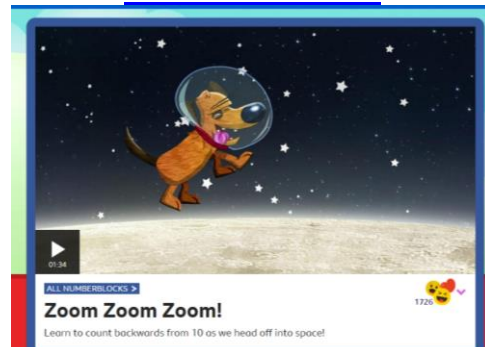 01:34
ALL NUMBERBLOCKS >
1726
Zoom Zoom Zoom!
Learn to count backwards from 10 as we head off into space!